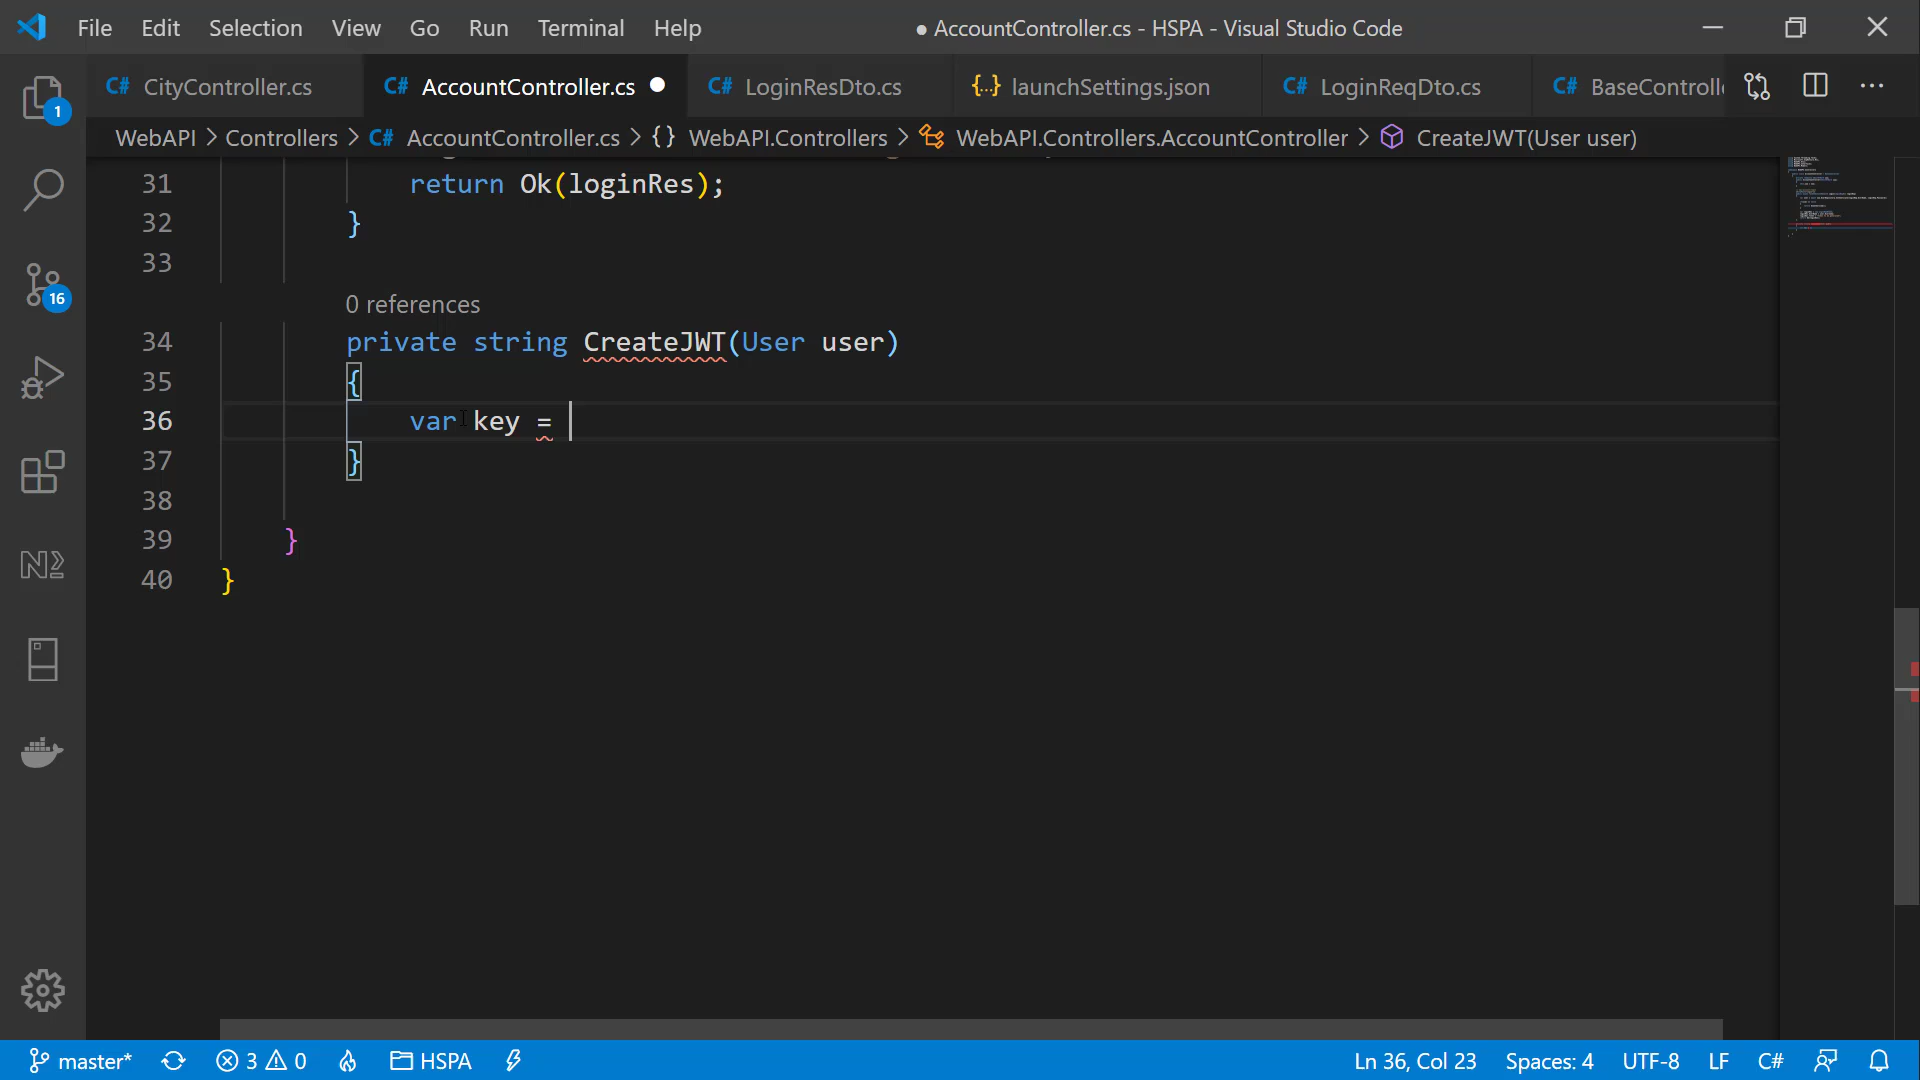 File Edit Selection View Go Run Terminal Help
● AccountController.cs - HSPA - Visual Studio Code
C# CityController.cs C# AccountController.cs C# LoginResDto.cs {..} launchSettings.json C# LoginReqDto.cs C# BaseControlle
WebAPI > Controllers > C# AccountController.cs > {} WebAPI.Controllers > WebAPI.Controllers.AccountController > CreateJWT(User user)
31 return Ok(loginRes);
32 }
33
0 references
34 private string CreateJWT(User user)
35 {
36 var key =
37 }
38
39 }
40 }
1
16
master* 3 0 HSPA Ln 36, Col 23 Spaces: 4 UTF-8 LF C#